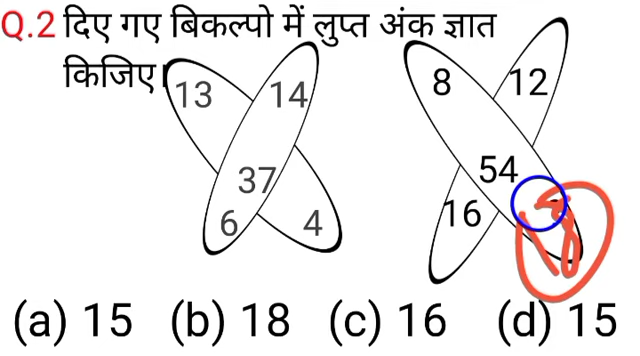 Q.2 दिए गए बिकल्पो में लुप्त अंक ज्ञात
किजिए।
13 14 8 12
37 54
6 4 16
(a) 15 (b) 18 (c) 16 (d) 15